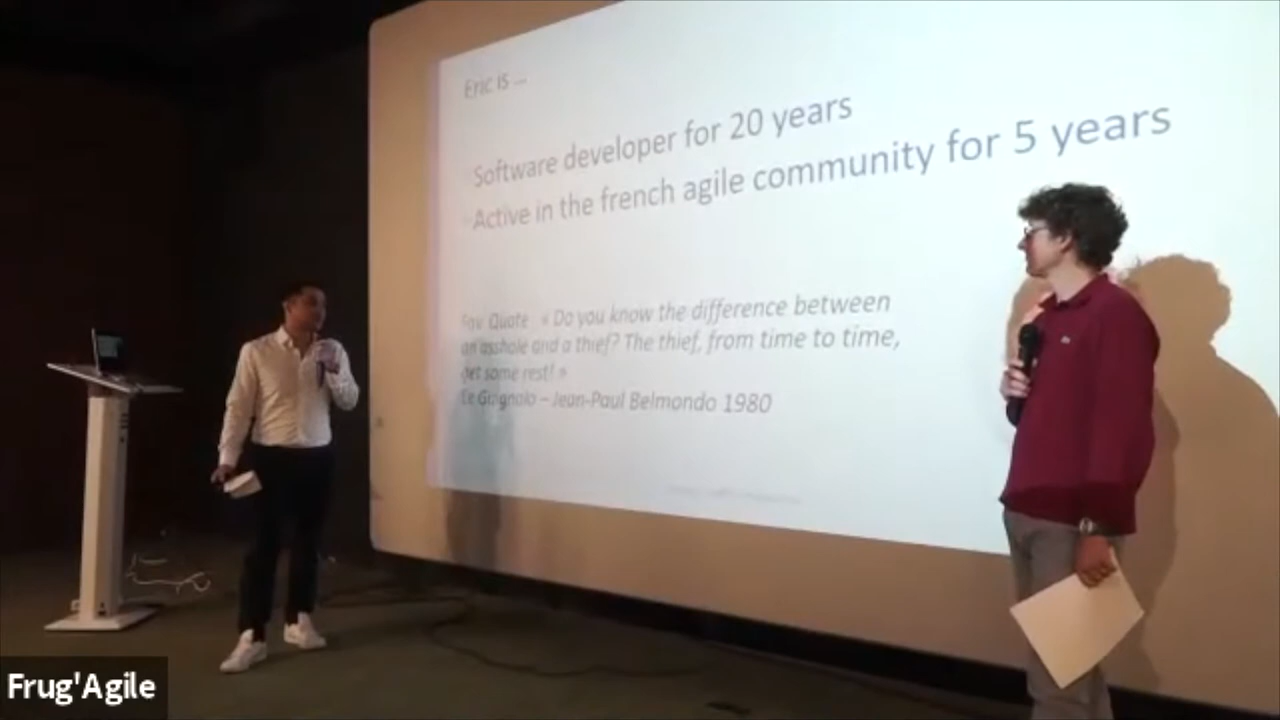 Eric is ...
Software developer for 20 years
Active in the french agile community for 5 years
Fav Quote « Do you know the difference between
an asshole and a thief? The thief, from time to time,
get some rest! »
– Jean-Paul Belmondo 1980
Frug'Agile